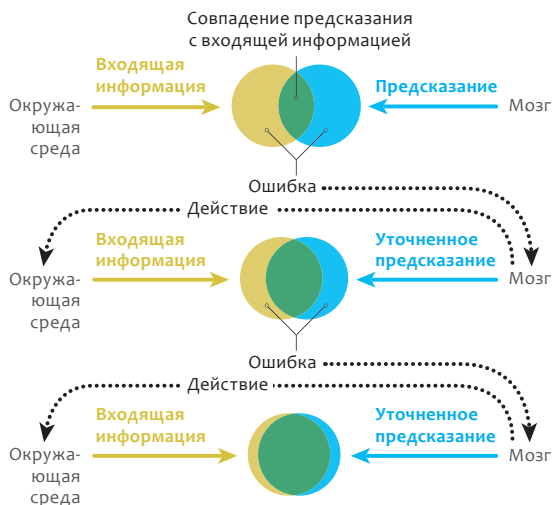 Совпадение предсказания
с входящей информацией
Входящая
информация
Предсказание
Окружа-
ющая
среда
Мозг
Ошибка
Действие
Входящая
информация
Уточненное
предсказание
Окружа-
ющая
среда
Мозг
Ошибка
Действие
Входящая
информация
Уточненное
предсказание
Окружа-
ющая
среда
Мозг